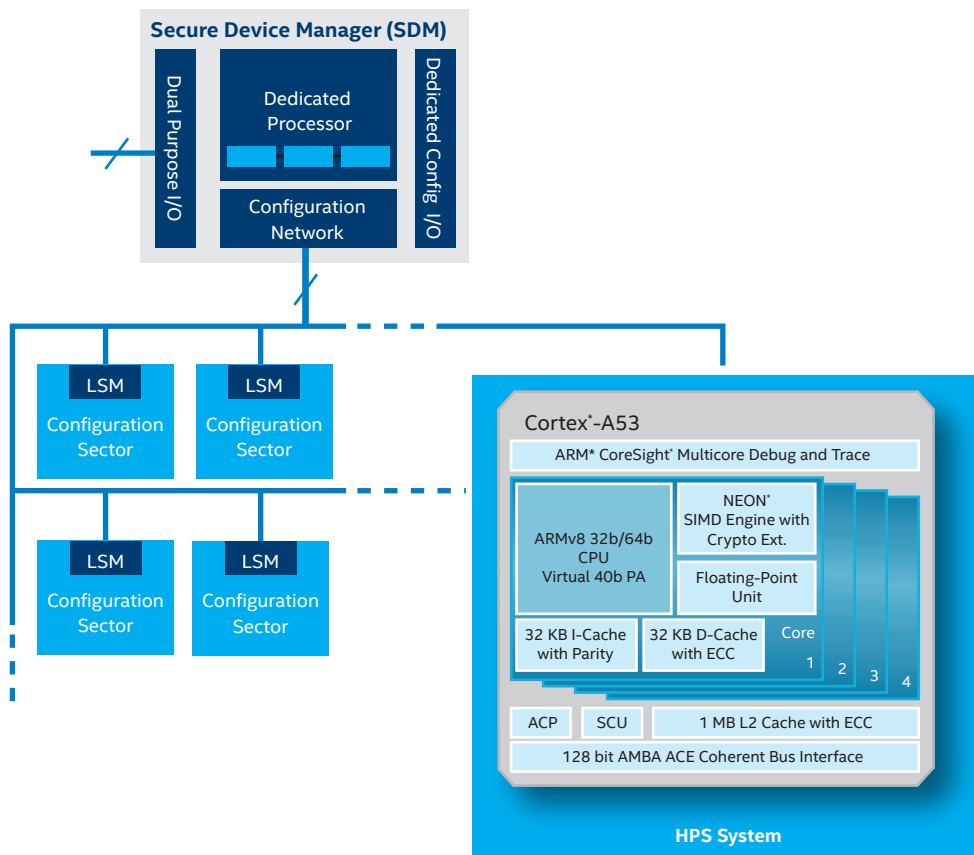 Secure Device Manager (SDM)
Dual Purpose I/O
Dedicated
Processor
Configuration
Network
Dedicated Config I/O
LSM
Configuration
Sector
LSM
Configuration
Sector
LSM
Configuration
Sector
LSM
Configuration
Sector
Cortex*-A53
ARM* CoreSight* Multicore Debug and Trace
ARMv8 32b/64b
CPU
Virtual 40b PA
NEON*
SIMD Engine with
Crypto Ext.
Floating-Point
Unit
32 KB I-Cache
with Parity
32 KB D-Cache
with ECC
Core
1
2
3
4
ACP
SCU
1 MB L2 Cache with ECC
128 bit AMBA ACE Coherent Bus Interface
HPS System